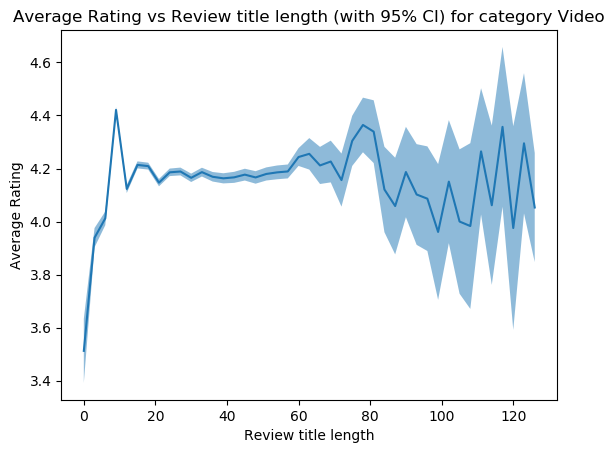 Average Rating vs Review title length (with 95% CI) for category Video
4.6
4.4
4.2
4.0
3.8
3.6
3.4
Average Rating
0 20 40 60 80 100 120
Review title length